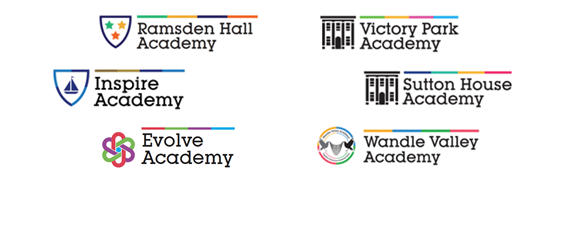 Ramsden Hall
Academy
Victory Park
Academy
Inspire
Academy
Sutton House
Academy
Evolve
Academy
Wandle Valley
Academy